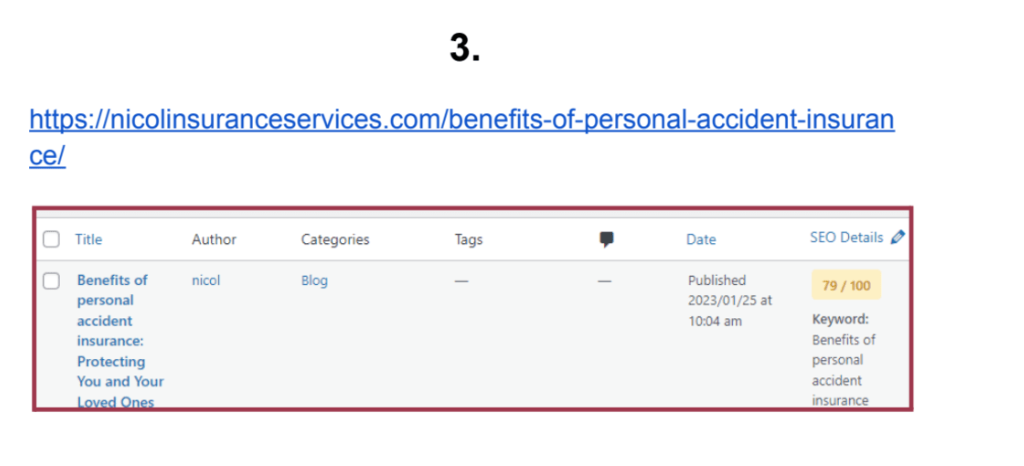 3.
https://nicolinsuranceservices.com/benefits-of-personal-accident-insuran
ce/
Title Author Categories Tags Date SEO Details
Benefits of nicol Blog — — Published 79 / 100
personal 2023/01/25 at
accident 10:04 am Keyword:
insurance: Benefits of
Protecting personal
You and Your accident
Loved Ones insurance